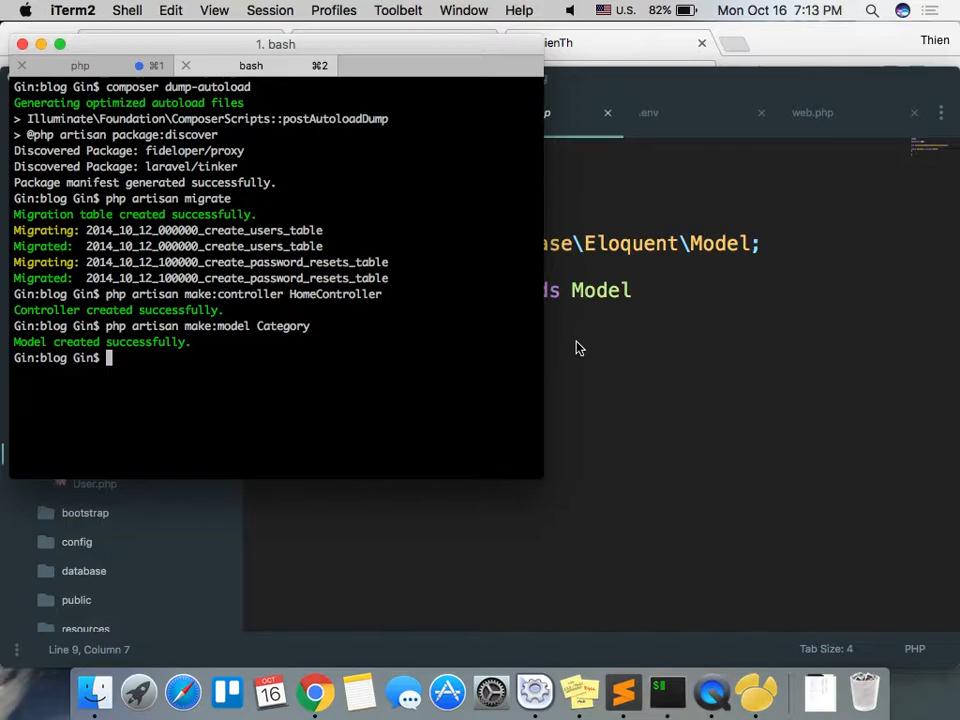 iTerm2 Shell Edit View Session Profiles Toolbelt Window Help U.S. 82% Mon Oct 16 7:13 PM
1. bash
ienTh
Thien
php ⌘1 bash ⌘2
p .env web.php
Gin:blog Gin$ composer dump-autoload
Generating optimized autoload files
> Illuminate\Foundation\ComposerScripts::postAutoloadDump
> @php artisan package:discover
Discovered Package: fideloper/proxy
Discovered Package: laravel/tinker
Package manifest generated successfully.
Gin:blog Gin$ php artisan migrate
Migration table created successfully.
Migrating: 2014_10_12_000000_create_users_table
Migrated:  2014_10_12_000000_create_users_table
Migrating: 2014_10_12_100000_create_password_resets_table
Migrated:  2014_10_12_100000_create_password_resets_table
Gin:blog Gin$ php artisan make:controller HomeController
Controller created successfully.
Gin:blog Gin$ php artisan make:model Category
Model created successfully.
Gin:blog Gin$
ase\Eloquent\Model;
ds Model
User.php
bootstrap
config
database
public
resources
Line 9, Column 7 Tab Size: 4 PHP
OCT
16